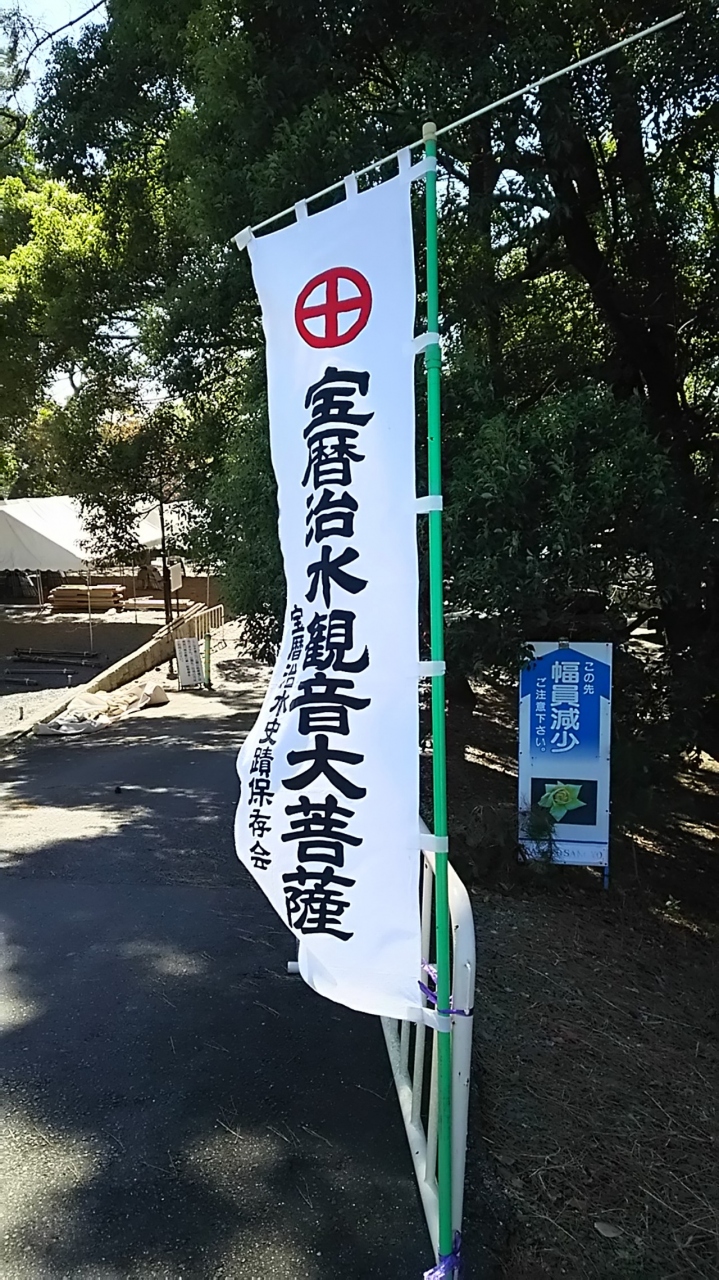 宝暦治水観音大菩薩
宝暦治水史蹟保存会
この先
幅員減少
ご注意下さい。